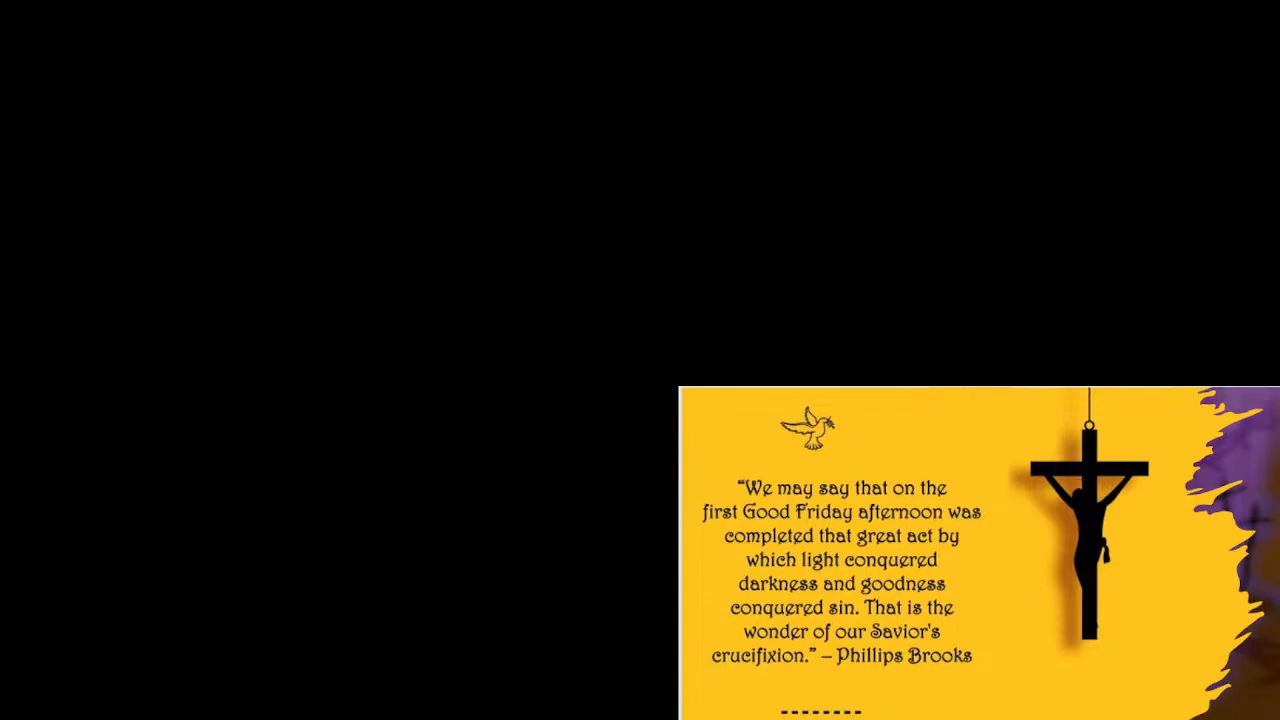 “We may say that on the
first Good Friday afternoon was
completed that great act by
which light conquered
darkness and goodness
conquered sin. That is the
wonder of our Savior's
crucifixion.” – Phillips Brooks
--------